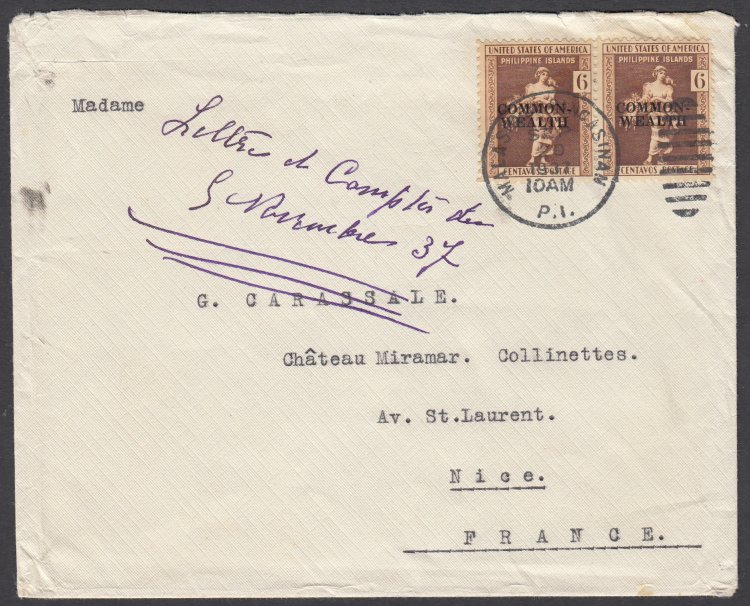 UNITED STATES OF AMERICA UNITED STATES OF AMERICA
PHILIPPINE ISLANDS PHILIPPINE ISLANDS
6 6
COMMON- COMMON-
WEALTH WEALTH
CENTAVOS POSTAGE CENTAVOS POSTAGE
1937
10AM
P.I.
Madame
Lettre et Comptes du
5 Novembre 37
G. CARASSALE.
Château Miramar. Collinettes.
Av. St.Laurent.
Nice.
FRANCE.